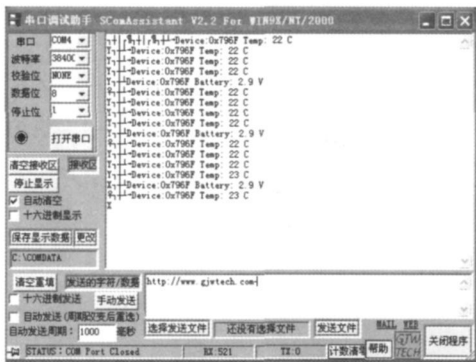 串口调试助手 SComAssistant V2.2 For WIN9X/NT/2000
串口 COM4
波特率 38400
校验位 NONE
数据位 8
停止位 1
打开串口
清空接收区 接收区
停止显示
自动清空
十六进制显示
保存显示数据 更改
C:\COMDATA
Device:0x796F Temp: 22 C
Device:0x796F Temp: 22 C
Device:0x796F Temp: 22 C
Device:0x796F Temp: 22 C
Device:0x796F Battery: 2.9 V
Device:0x796F Temp: 22 C
Device:0x796F Temp: 22 C
Device:0x796F Temp: 22 C
Device:0x796F Temp: 22 C
Device:0x796F Temp: 22 C
Device:0x796F Battery: 2.9 V
Device:0x796F Temp: 22 C
Device:0x796F Temp: 22 C
Device:0x796F Temp: 22 C
Device:0x796F Temp: 23 C
Device:0x796F Battery: 2.9 V
Device:0x796F Temp: 23 C
X
清空重填 发送的字符/数据 http://www.gjwtech.com
十六进制发送 手动发送
自动发送(周期改变后重选)
自动发送周期: 1000 毫秒 选择发送文件 还没有选择文件 发送文件 MAIL WEB
STATUS: COM Port Closed RX:521 TX:0 计数清零 帮助 GJW TECH 关闭程序